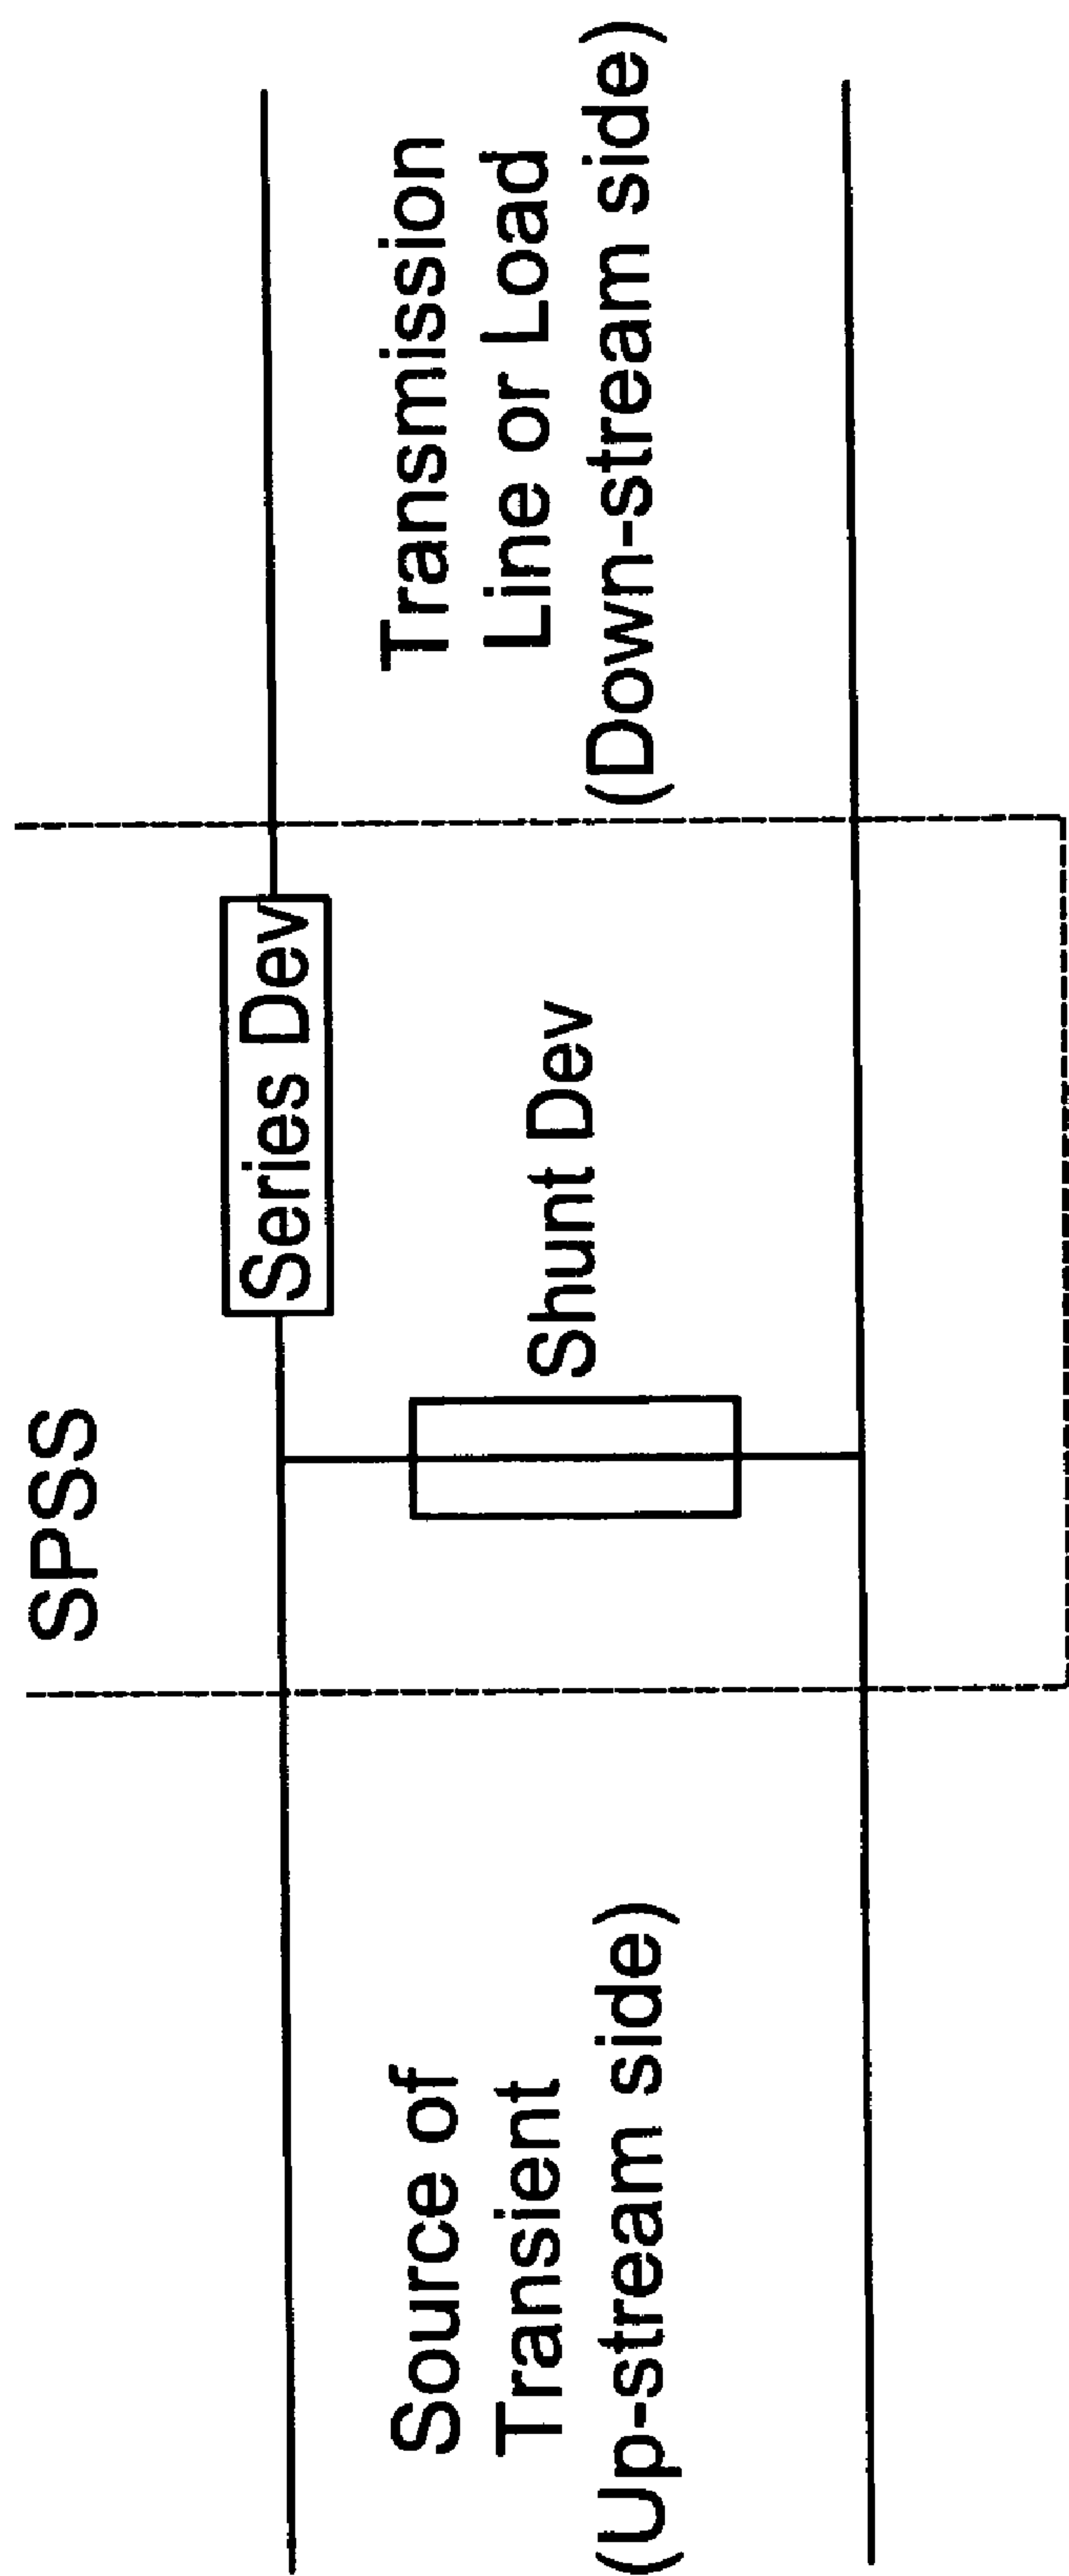 SPSS
Series Dev
Shunt Dev
Source of
Transient
(Up-stream side)
Transmission
Line or Load
(Down-stream side)